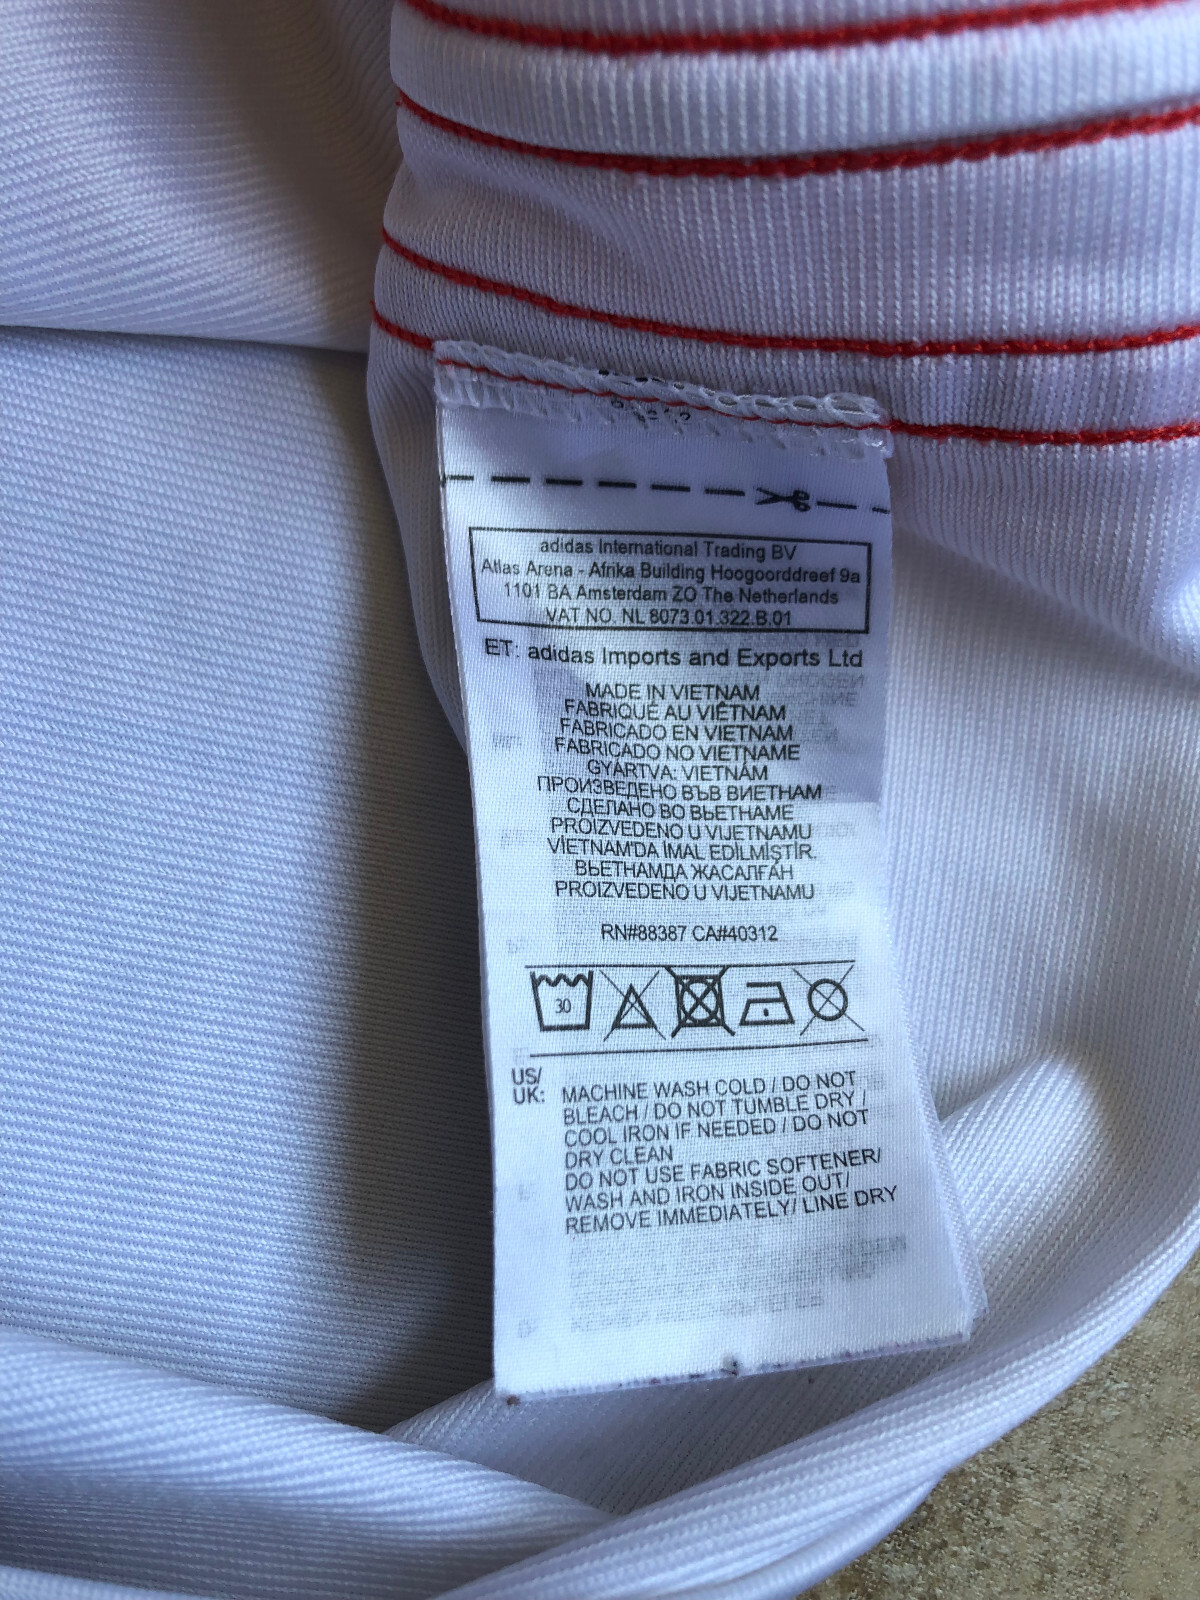 adidas International Trading BV
Atlas Arena - Afrika Building Hoogoorddreef 9a
1101 BA Amsterdam ZO The Netherlands
VAT NO. NL 8073.01.322.B.01
ET: adidas Imports and Exports Ltd
MADE IN VIETNAM
FABRIQUÉ AU VIÊTNAM
FABRICADO EN VIETNAM
FABRICADO NO VIETNAME
GYÁRTVA: VIETNÁM
ПРОИЗВЕДЕНО ВЪВ ВИЕТНАМ
СДЕЛАНО ВО ВЬЕТНАМЕ
PROIZVEDENO U VIJETNAMU
VİETNAM'DA İMAL EDİLMİŞTİR.
ВЬЕТНАМДА ЖАСАЛҒАН
PROIZVEDENO U VIJETNAMU
RN#88387 CA#40312
30
US/
UK: MACHINE WASH COLD / DO NOT
BLEACH / DO NOT TUMBLE DRY /
COOL IRON IF NEEDED / DO NOT
DRY CLEAN
DO NOT USE FABRIC SOFTENER/
WASH AND IRON INSIDE OUT/
REMOVE IMMEDIATELY/ LINE DRY